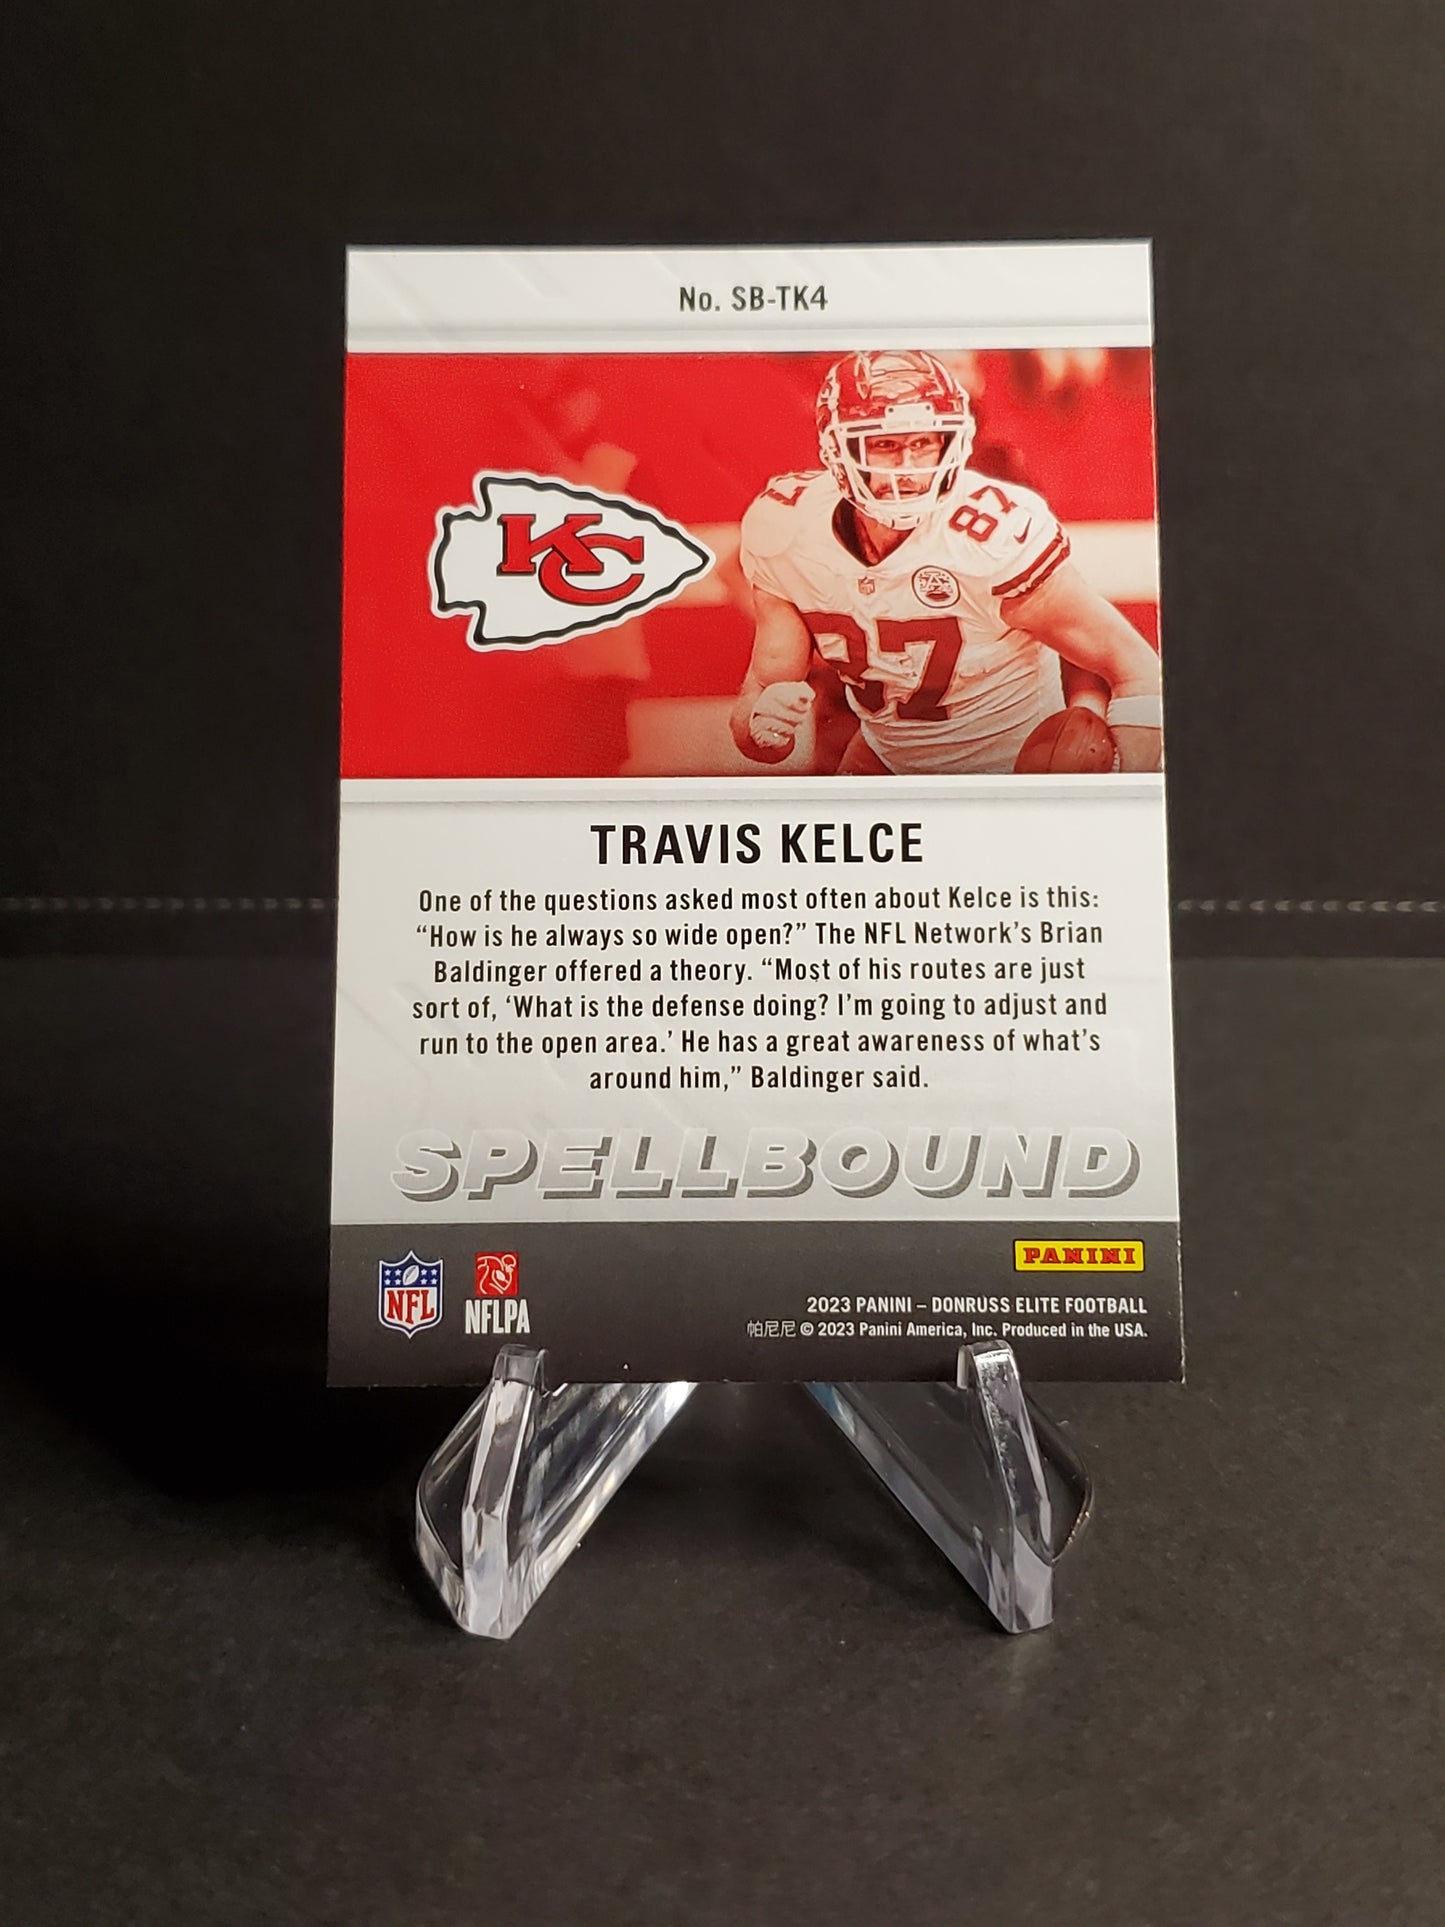 No. SB-TK4
KC
87
87
87
TRAVIS KELCE
One of the questions asked most often about Kelce is this:
“How is he always so wide open?” The NFL Network’s Brian
Baldinger offered a theory. “Most of his routes are just
sort of, ‘What is the defense doing? I’m going to adjust and
run to the open area.’ He has a great awareness of what’s
around him,” Baldinger said.
SPELLBOUND
PANINI
NFL
NFLPA
2023 PANINI – DONRUSS ELITE FOOTBALL
帕尼尼 © 2023 Panini America, Inc. Produced in the USA.